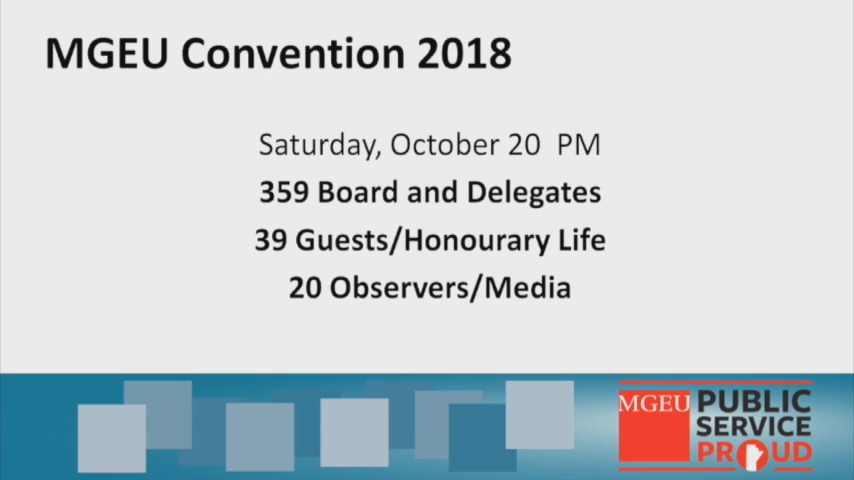 MGEU Convention 2018
Saturday, October 20 PM
359 Board and Delegates
39 Guests/Honourary Life
20 Observers/Media
MGEU
PUBLIC
SERVICE
PROUD